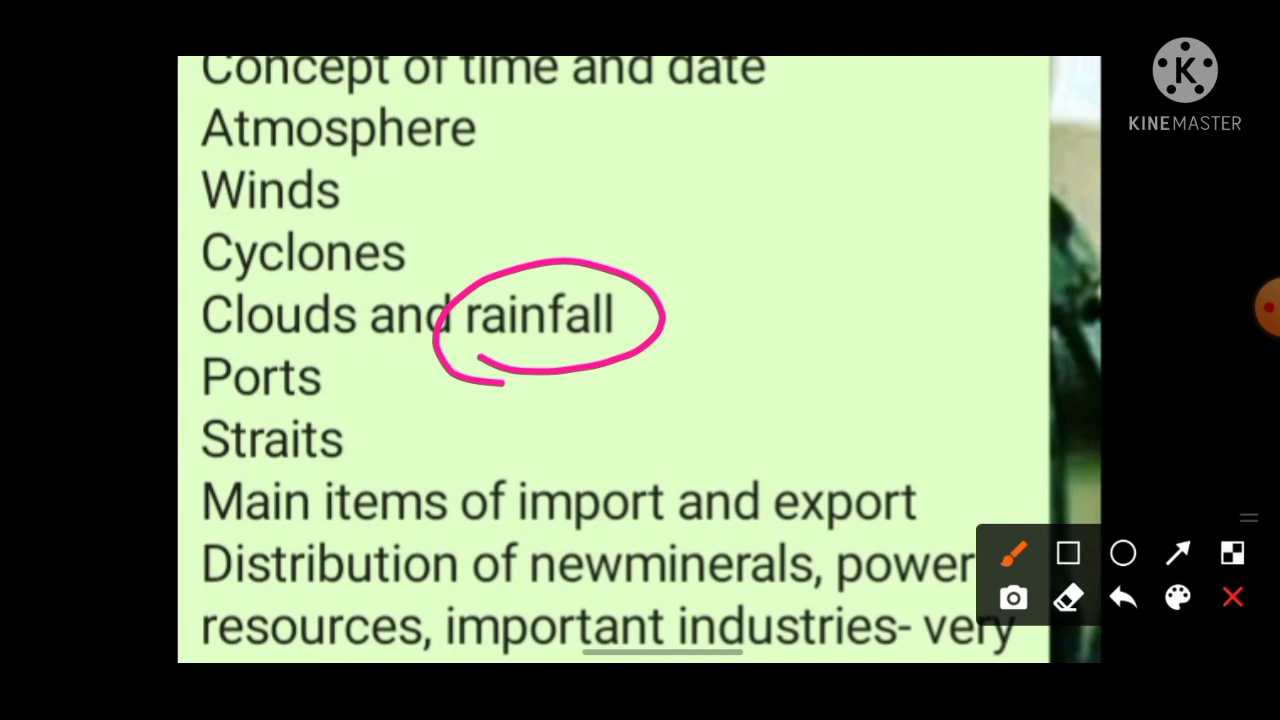 Concept of time and date
K
KINEMASTER
Atmosphere
Winds
Cyclones
Clouds and rainfall
Ports
Straits
Main items of import and export
Distribution of newminerals, power
resources, important industries- very